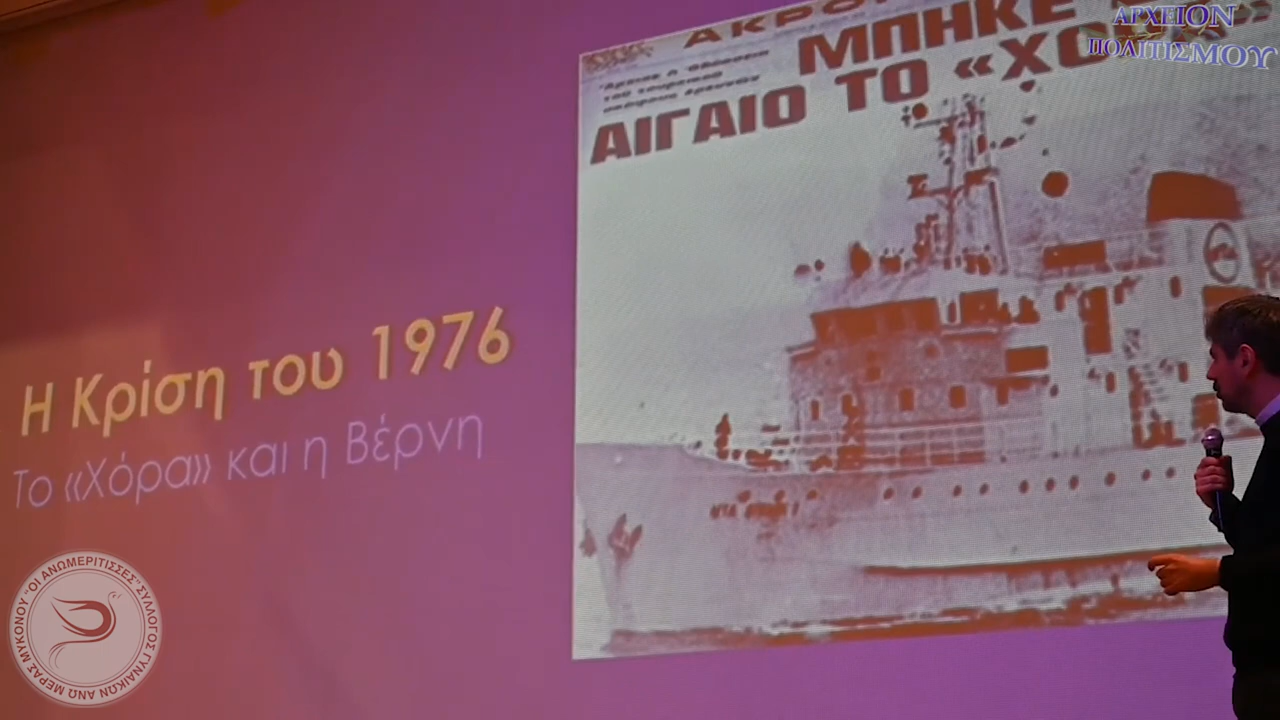 ΜΠΗΚΕ
ΑΙΓΑΙΟ ΤΟ «ΧΟ
ΑΡΧΕΙΟΝ
ΠΟΛΙΤΙΣΜΟΥ
Η Κρίση του 1976
Το «Χόρα» και η Βέρνη
"ΟΙ ΑΝΩΜΕΡΙΤΙΣΣΕΣ" ΣΥΛΛΟΓΟΣ ΓΥΝΑΙΚΩΝ ΑΝΩ ΜΕΡΑΣ ΜΥΚΟΝΟΥ